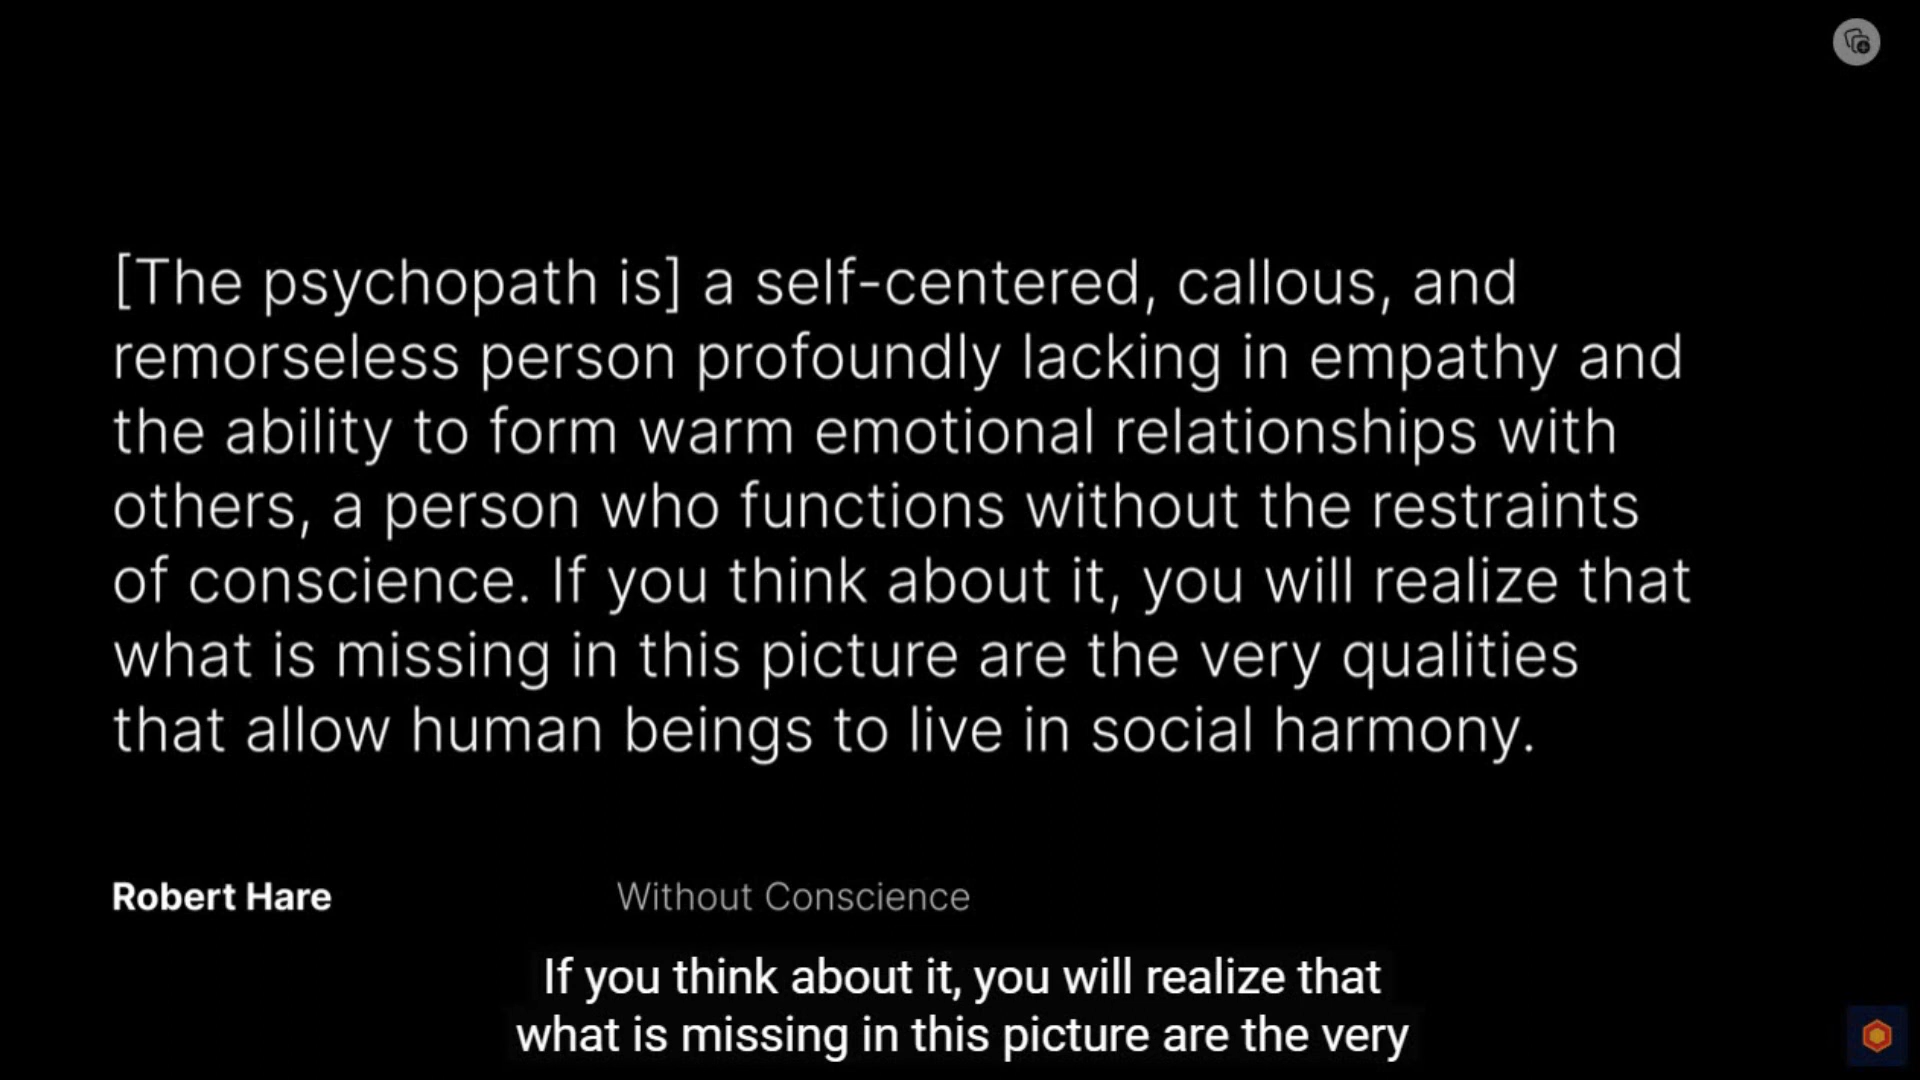 [The psychopath is] a self-centered, callous, and
remorseless person profoundly lacking in empathy and
the ability to form warm emotional relationships with
others, a person who functions without the restraints
of conscience. If you think about it, you will realize that
what is missing in this picture are the very qualities
that allow human beings to live in social harmony.
Robert Hare Without Conscience
If you think about it, you will realize that
what is missing in this picture are the very